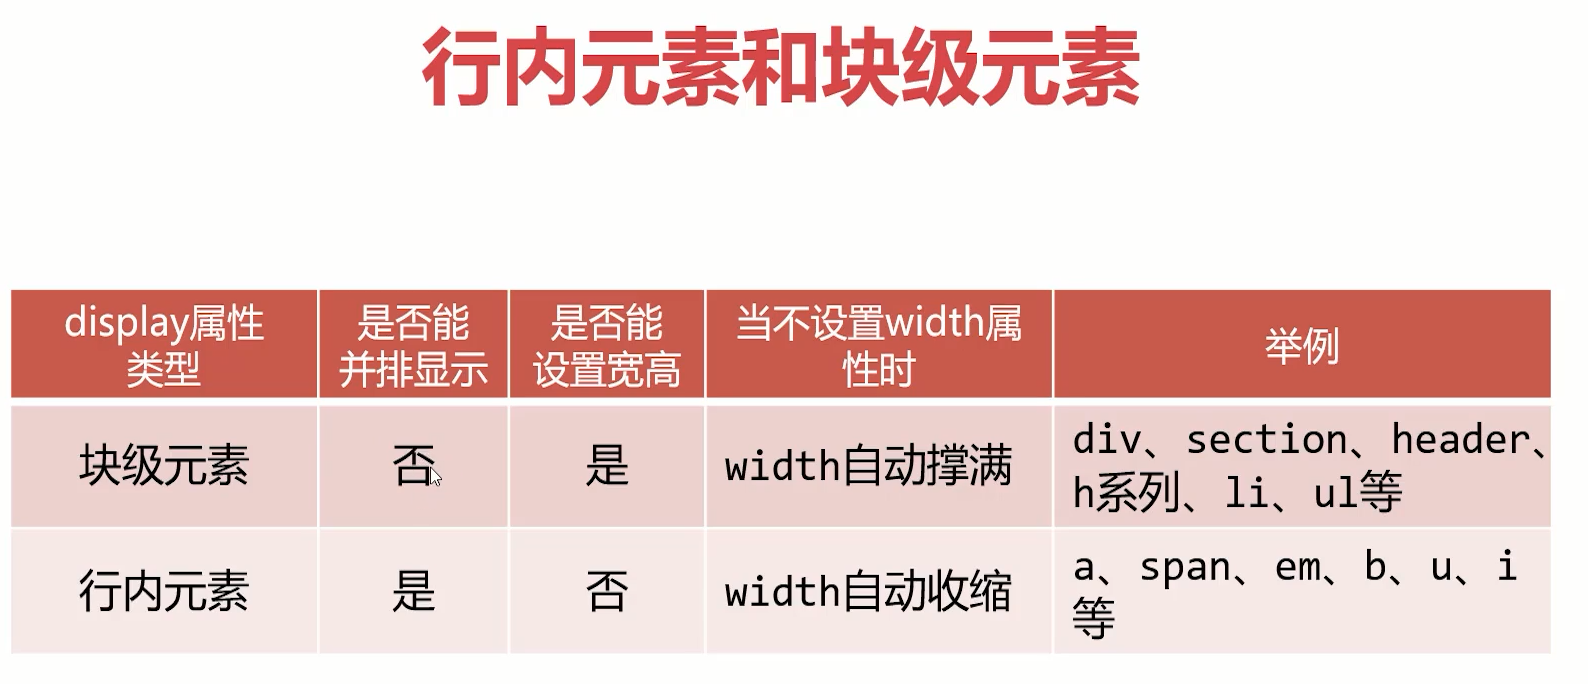 行内元素和块级元素
display属性
类型
是否能
并排显示
是否能
设置宽高
当不设置width属
性时
举例
块级元素
否
是
width自动撑满
div、section、header、
h系列、li、ul等
行内元素
是
否
width自动收缩
a、span、em、b、u、i
等